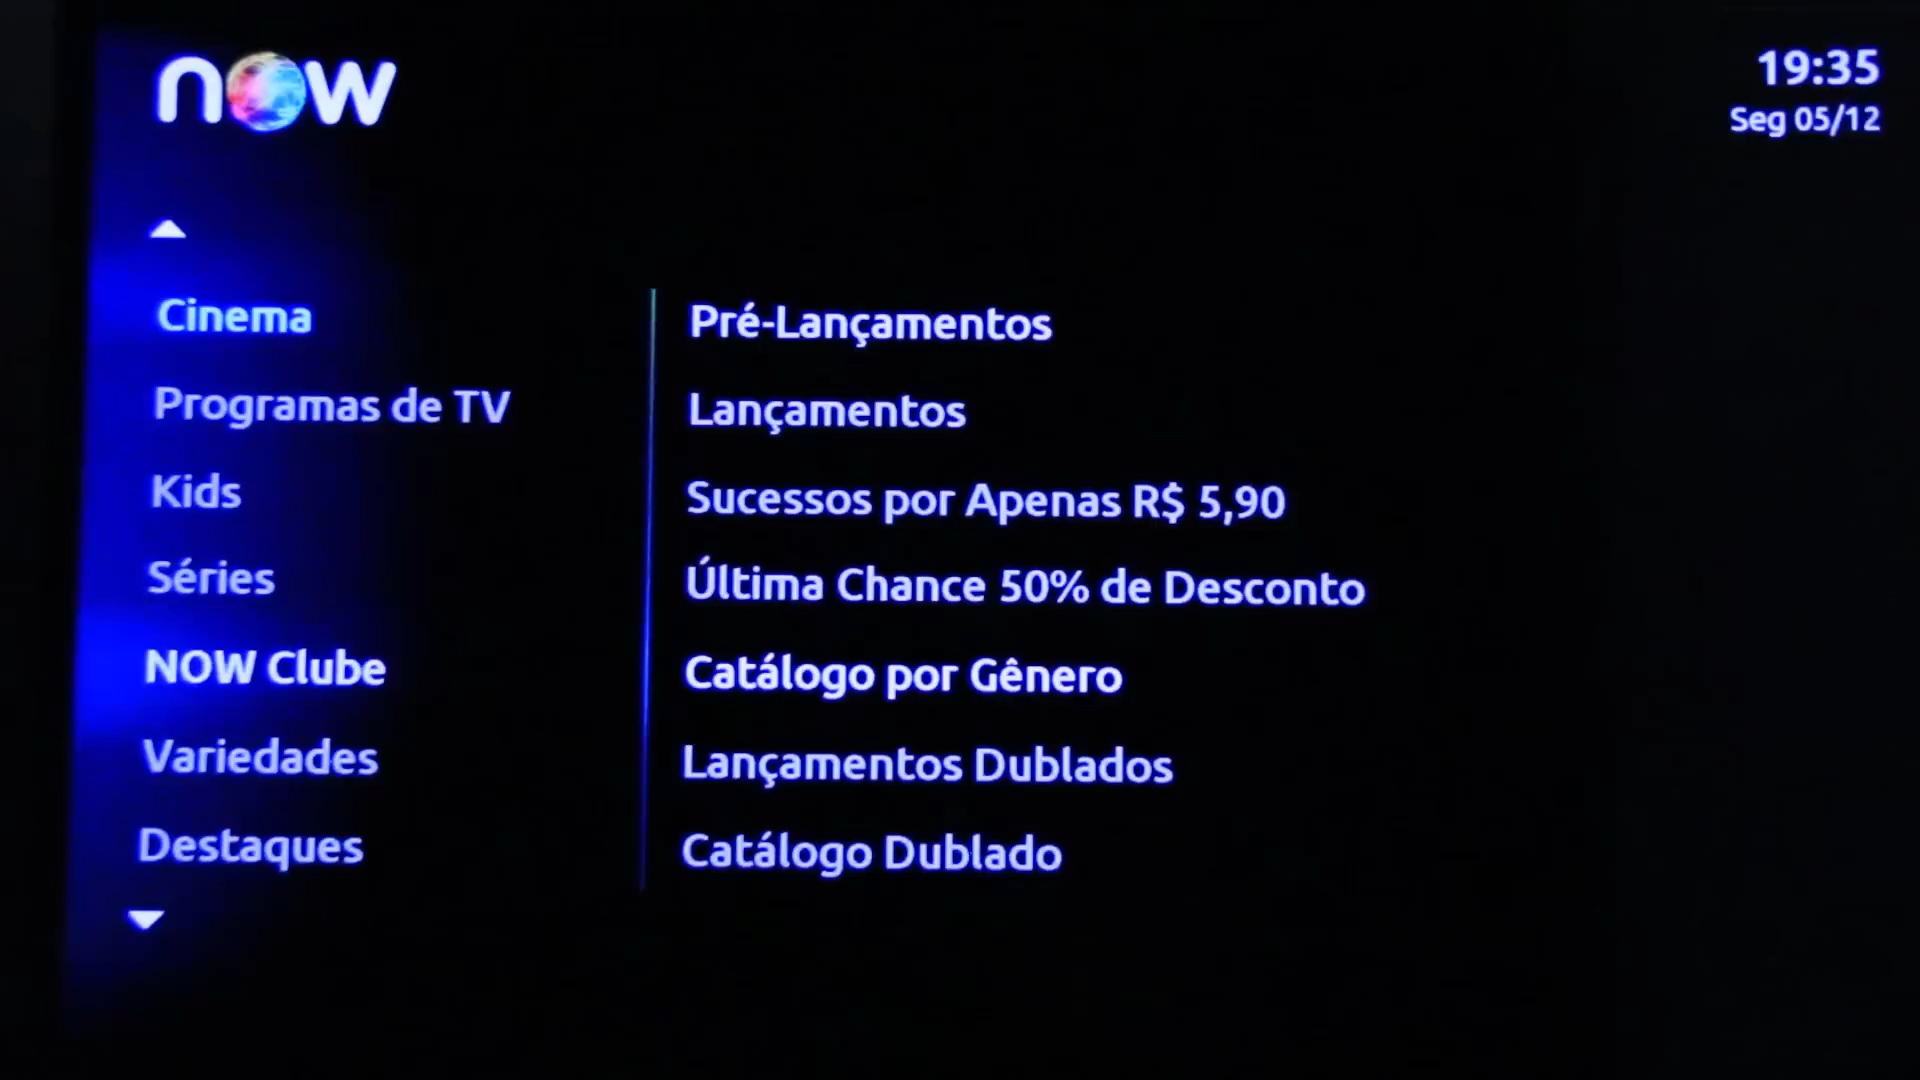 now
19:35
Seg 05/12
Cinema
Programas de TV
Kids
Séries
NOW Clube
Variedades
Destaques
Pré-Lançamentos
Lançamentos
Sucessos por Apenas R$ 5,90
Última Chance 50% de Desconto
Catálogo por Gênero
Lançamentos Dublados
Catálogo Dublado